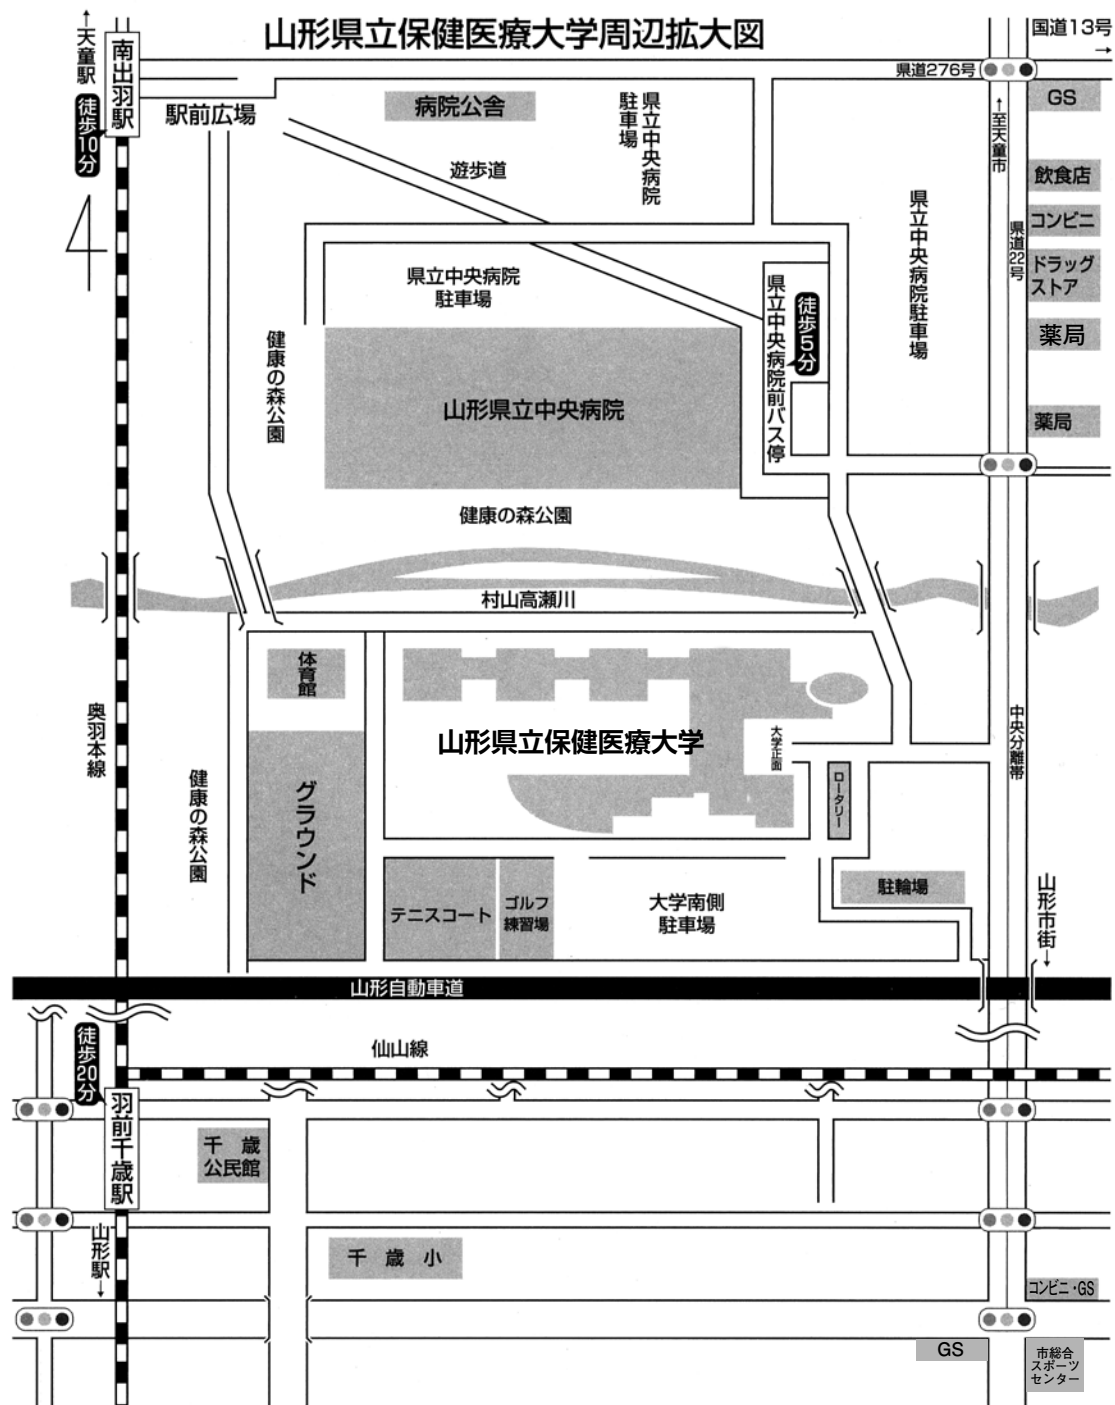 山形県立保健医療大学周辺拡大図
国道13号
→
←天童駅
南出羽駅
徒歩10分
駅前広場
病院公舎
県立中央病院
駐車場
県道276号
GS
←至天童市
遊歩道
飲食店
コンビニ
県立中央病院駐車場
県道22号
ドラッグ
ストア
県立中央病院
駐車場
県立中央病院前バス停
徒歩5分
薬局
健康の森公園
山形県立中央病院
薬局
健康の森公園
村山高瀬川
体育館
奥羽本線
山形県立保健医療大学
大学正面
中央分離帯
健康の森公園
グラウンド
ロータリー
テニスコート
ゴルフ
練習場
大学南側
駐車場
駐輪場
山形市街→
山形自動車道
徒歩20分
仙山線
羽前千歳駅
千歳
公民館
山形駅→
千歳小
コンビニ・GS
GS
市総合
スポーツ
センター